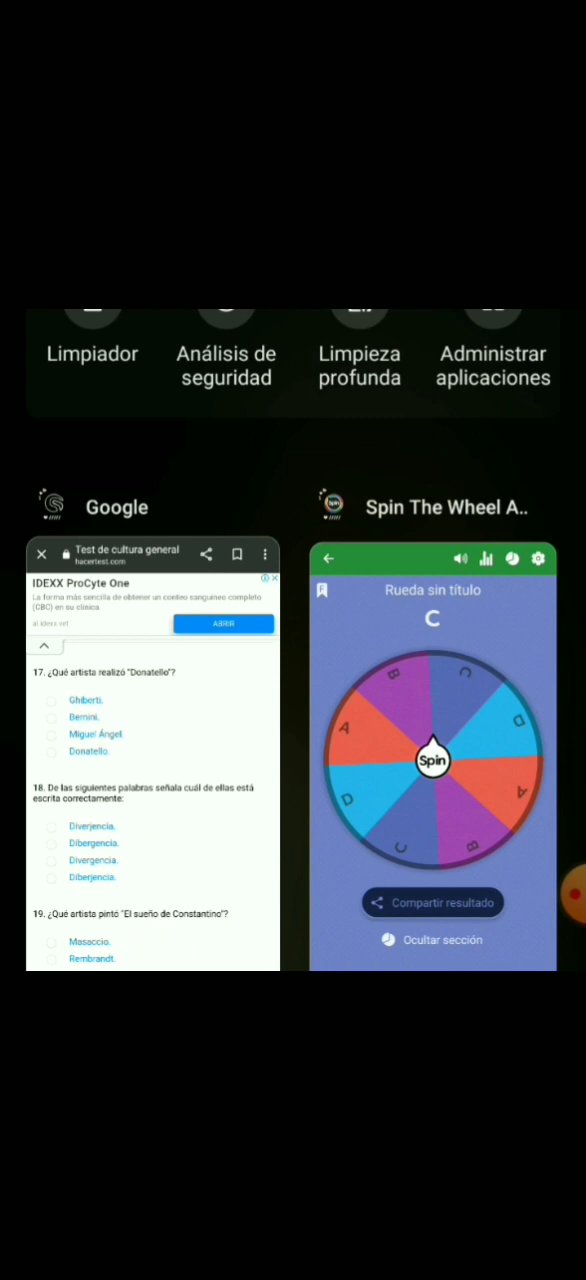 Limpiador
Análisis de
seguridad
Limpieza
profunda
Administrar
aplicaciones
Google
Spin The Wheel A..
Test de cultura general
hacertest.com
IDEXX ProCyte One
La forma más sencilla de obtener un conteo sanguíneo completo
(CBC) en su clínica
ABRIR
17. ¿Qué artista realizó "Donatello"?
Ghiberti.
Bernini.
Miguel Ángel.
Donatello.
18. De las siguientes palabras señala cuál de ellas está
escrita correctamente:
Diverjencia.
Dibergencia.
Divergencia.
Diberjencia.
19. ¿Qué artista pintó "El sueño de Constantino"?
Masaccio.
Rembrandt.
Rueda sin título
C
B
C
A
D
Spin
D
A
C
B
Compartir resultado
Ocultar sección